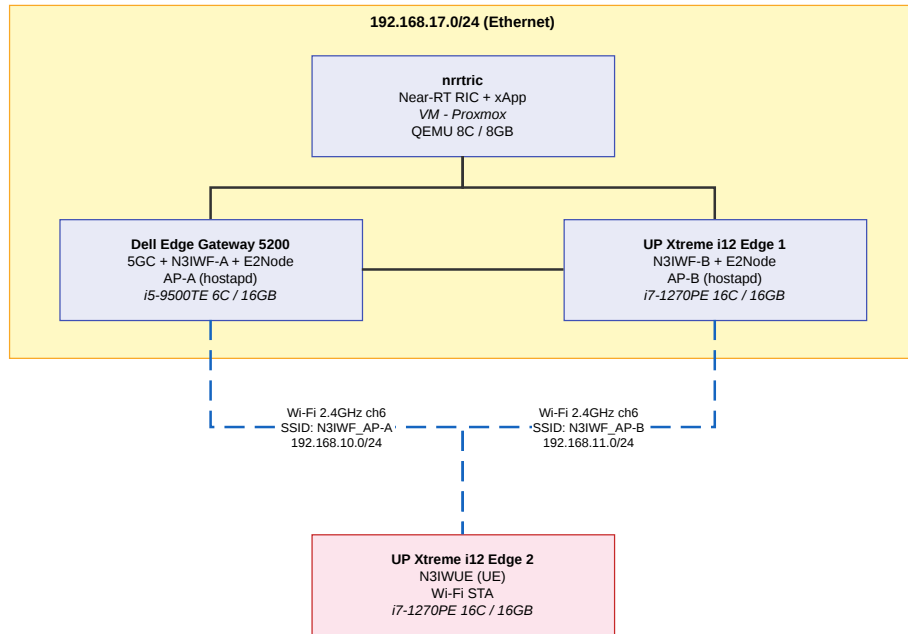 192.168.17.0/24 (Ethernet)
nrrtric
Near-RT RIC + xApp
VM - Proxmox
QEMU 8C / 8GB
Dell Edge Gateway 5200
5GC + N3IWF-A + E2Node
AP-A (hostapd)
i5-9500TE 6C / 16GB
UP Xtreme i12 Edge 1
N3IWF-B + E2Node
AP-B (hostapd)
i7-1270PE 16C / 16GB
Wi-Fi 2.4GHz ch6
SSID: N3IWF_AP-A
192.168.10.0/24
Wi-Fi 2.4GHz ch6
SSID: N3IWF_AP-B
192.168.11.0/24
UP Xtreme i12 Edge 2
N3IWUE (UE)
Wi-Fi STA
i7-1270PE 16C / 16GB